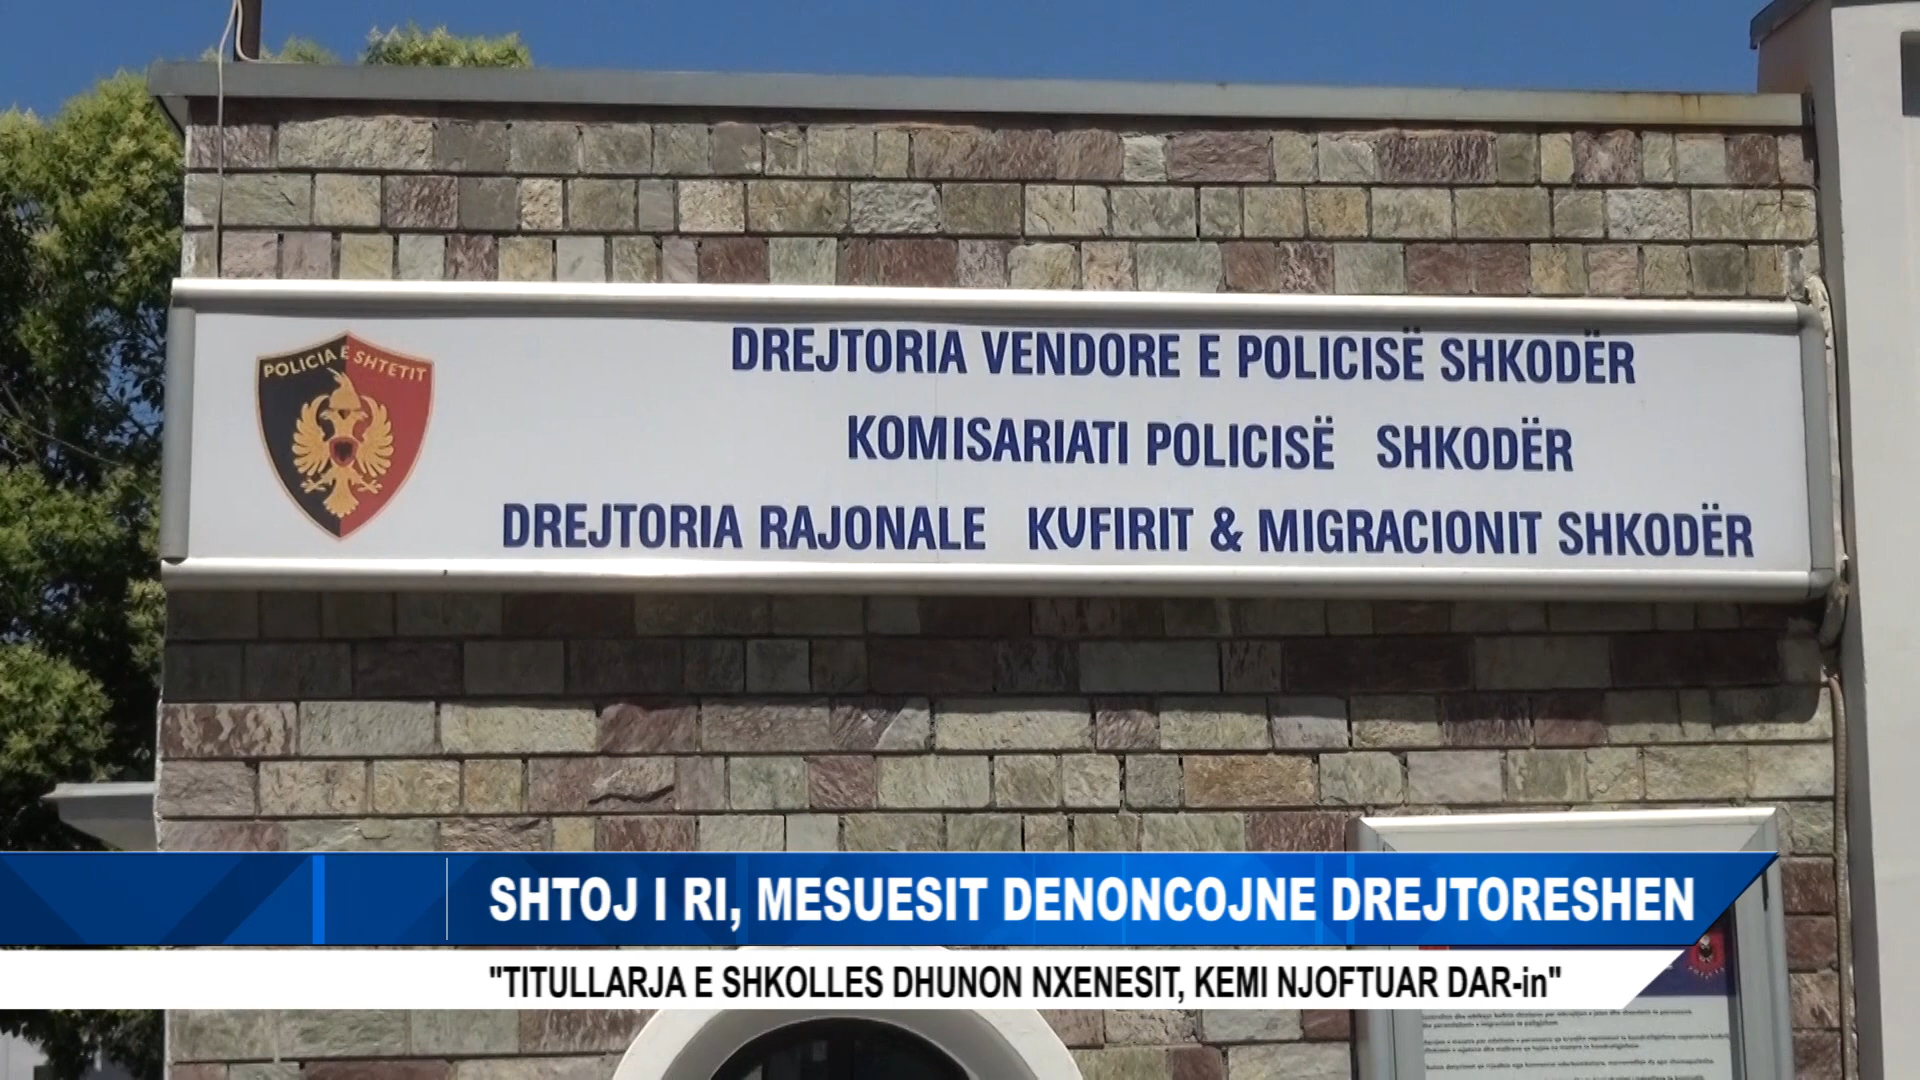 POLICIA E SHTETIT
DREJTORIA VENDORE E POLICISË SHKODËR
KOMISARIATI POLICISË SHKODËR
DREJTORIA RAJONALE KUFIRIT & MIGRACIONIT SHKODËR
SHTOJ I RI, MESUESIT DENONCOJNE DREJTORESHEN
"TITULLARJA E SHKOLLES DHUNON NXENESIT, KEMI NJOFTUAR DAR-in"